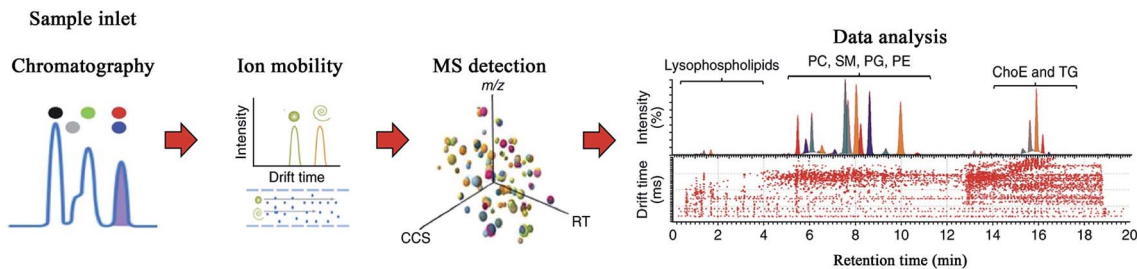 Sample inlet
Chromatography
Ion mobility
Intensity
Drift time
MS detection
m/z
CCS
RT
Data analysis
Lysophospholipids
PC, SM, PG, PE
ChoE and TG
Intensity
(%)
Drift time
(ms)
0 2 4 6 8 10 12 14 16 18 20
Retention time (min)